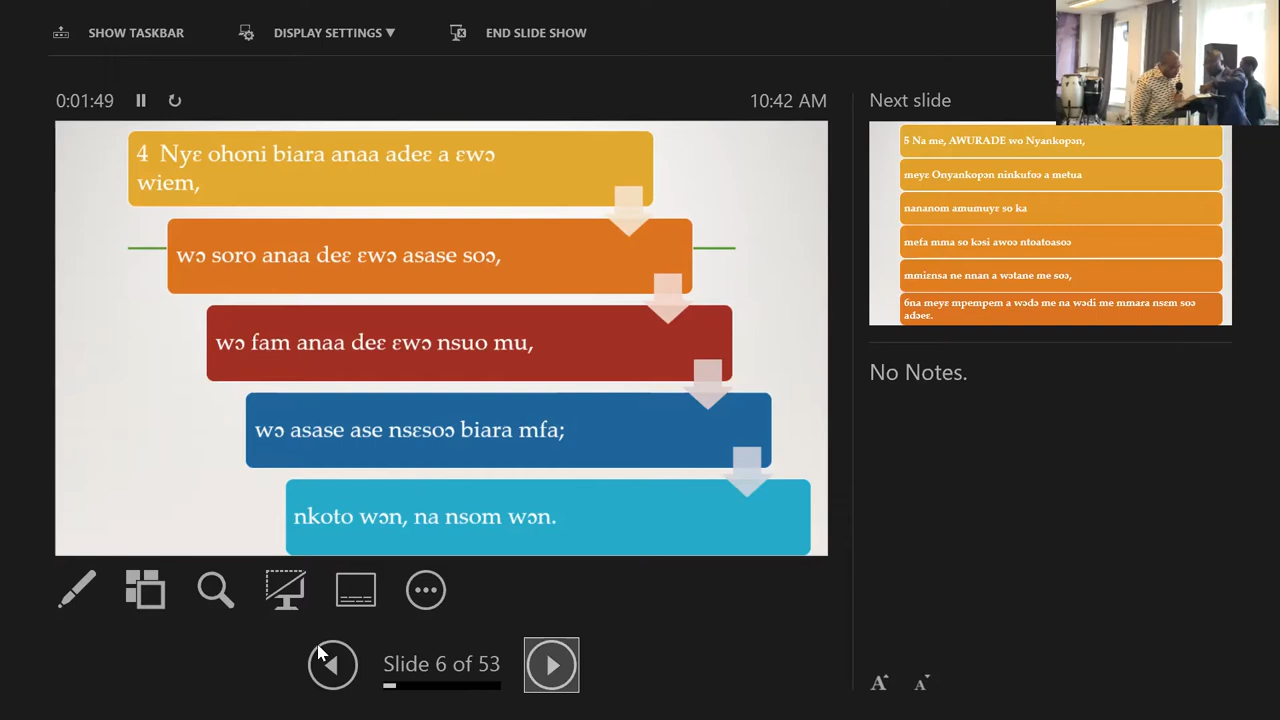 SHOW TASKBAR
DISPLAY SETTINGS ▼
END SLIDE SHOW
0:01:49
10:42 AM
4 Nyɛ ohoni biara anaa adeɛ a ɛwɔ
wiem,
wɔ soro anaa deɛ ɛwɔ asase soɔ,
wɔ fam anaa deɛ ɛwɔ nsuo mu,
wɔ asase ase nsɛsoɔ biara mfa;
nkoto wɔn, na nsom wɔn.
Slide 6 of 53
Next slide
5 Na me, AWURADE wo Nyankopɔn,
meyɛ Onyankopɔn ninkufoɔ a metua
nananom amumuyɛ so ka
mefa mma so kɔsi awoɔ ntoatoasoɔ
mmiɛnsa ne nnan a wɔtane me soɔ,
6na meyɛ mpempem a wɔdɔ me na wɔdi me mmara nsɛm soɔ
adɔeɛ.
No Notes.
A A